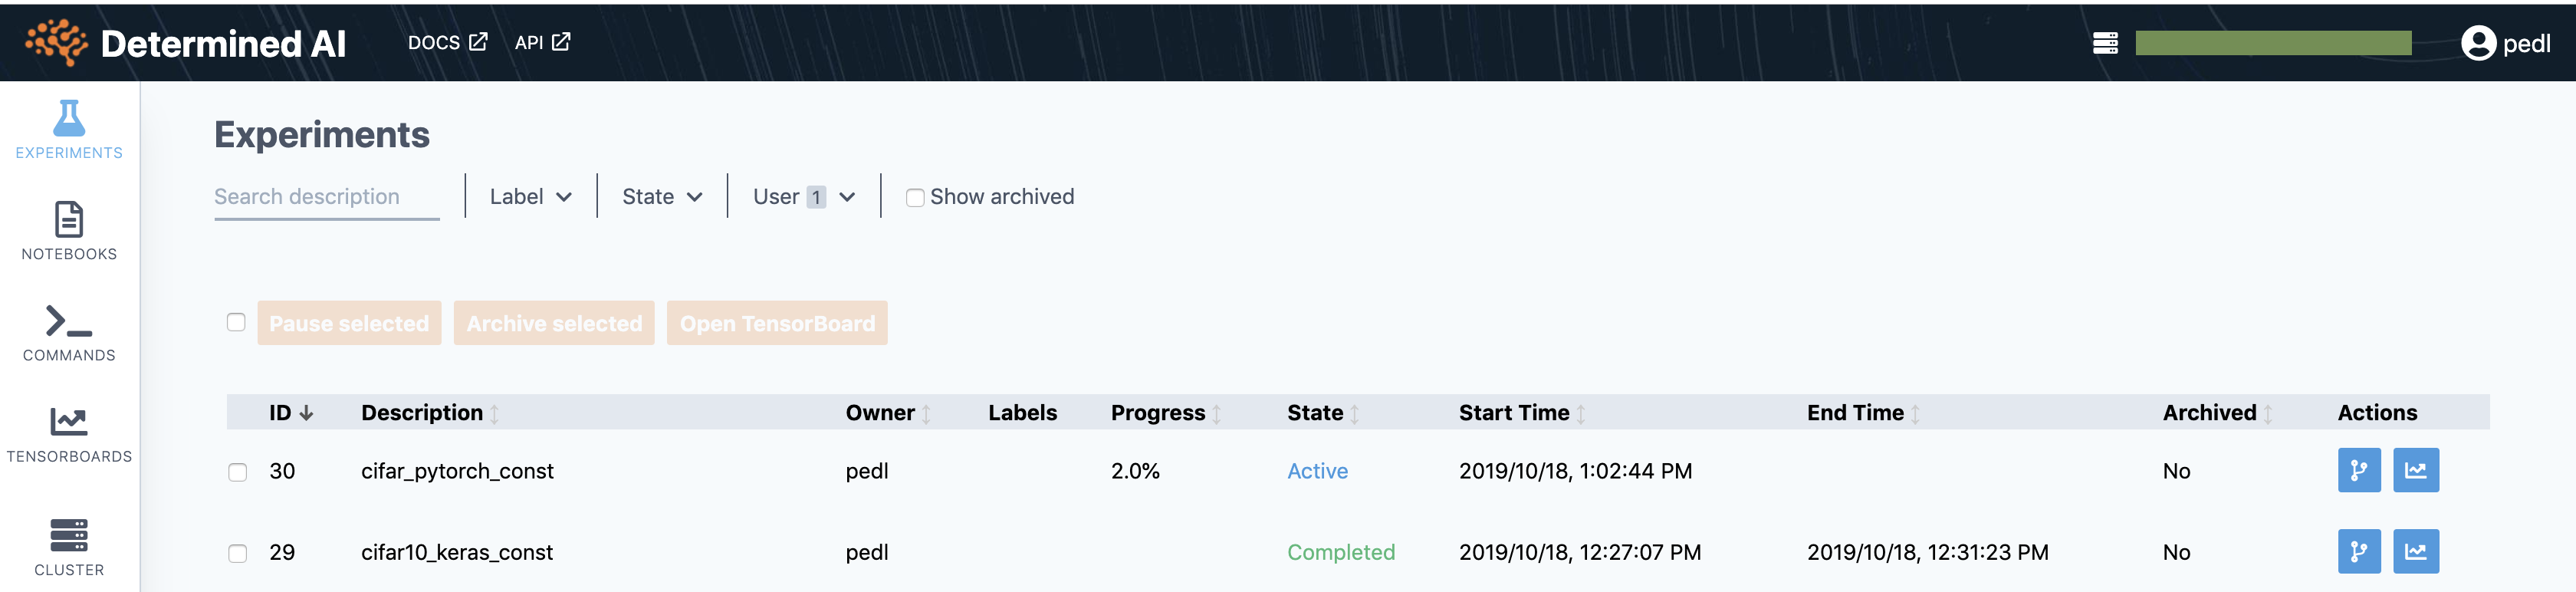 Determined AI DOCS API pedl
EXPERIMENTS
NOTEBOOKS
COMMANDS
TENSORBOARDS
CLUSTER
Experiments
Search description Label State User 1 Show archived
Pause selected Archive selected Open TensorBoard
ID Description Owner Labels Progress State Start Time End Time Archived Actions
30 cifar_pytorch_const pedl 2.0% Active 2019/10/18, 1:02:44 PM No
29 cifar10_keras_const pedl Completed 2019/10/18, 12:27:07 PM 2019/10/18, 12:31:23 PM No